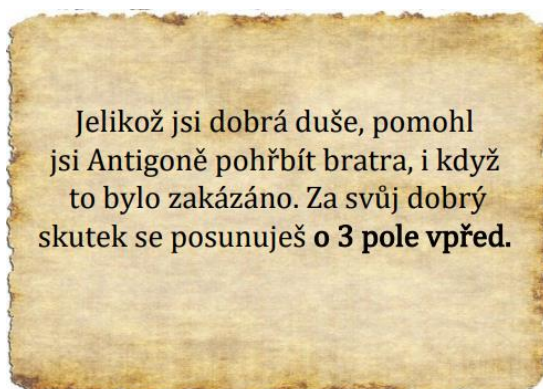 Jelikož jsi dobrá duše, pomohl
jsi Antigoně pohřbít bratra, i když
to bylo zakázáno. Za svůj dobrý
skutek se posunuješ o 3 pole vpřed.